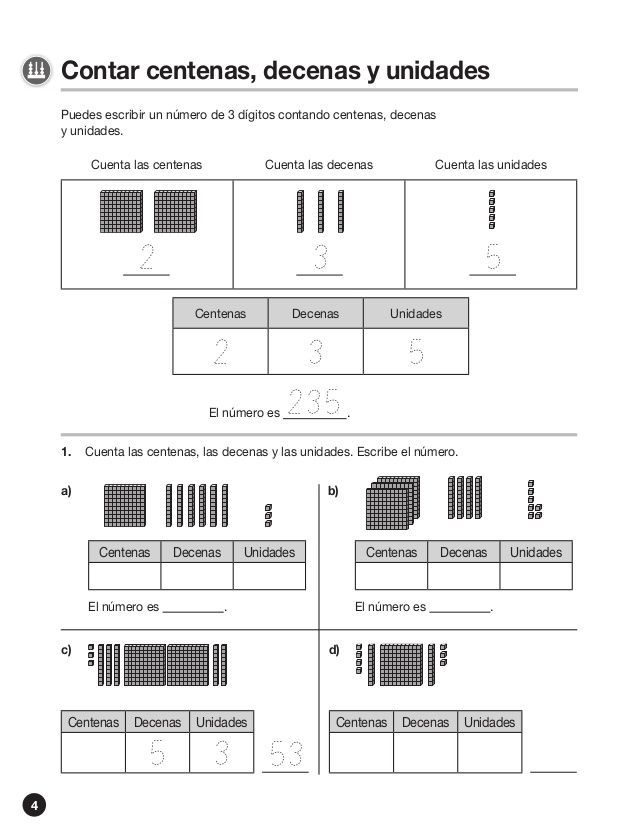 Contar centenas, decenas y unidades
Puedes escribir un número de 3 dígitos contando centenas, decenas
y unidades.
Cuenta las centenas Cuenta las decenas Cuenta las unidades
2 3 5
Centenas Decenas Unidades
2 3 5
El número es 235.
1. Cuenta las centenas, las decenas y las unidades. Escribe el número.
a)
Centenas Decenas Unidades
El número es _________.
b)
Centenas Decenas Unidades
El número es _________.
c)
Centenas Decenas Unidades
5 3 53
d)
Centenas Decenas Unidades
4